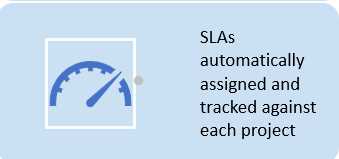 SLAs
automatically
assigned and
tracked against
each project